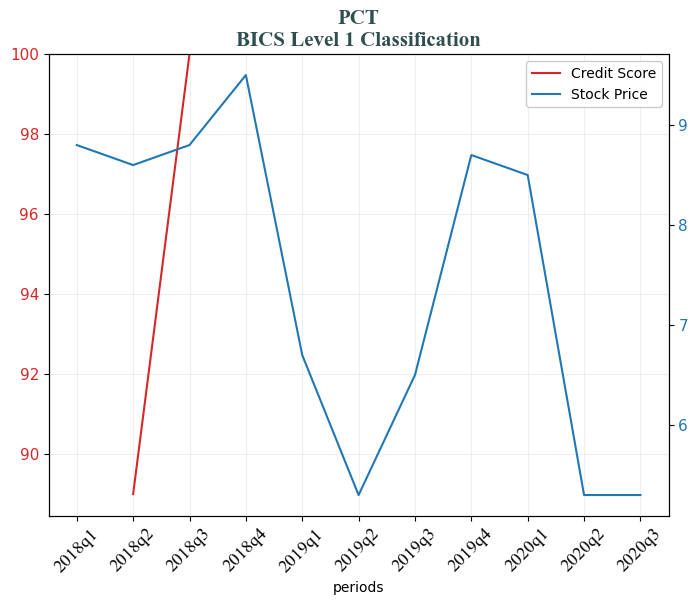 PCT
BICS Level 1 Classification
Credit Score
Stock Price
100
98
96
94
92
90
9
8
7
6
2018q1
2018q2
2018q3
2018q4
2019q1
2019q2
2019q3
2019q4
2020q1
2020q2
2020q3
periods